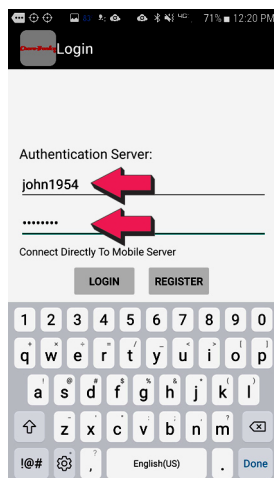 71% 12:20 PM
Login
Authentication Server:
john1954
••••••••
Connect Directly To Mobile Server
LOGIN REGISTER
1 2 3 4 5 6 7 8 9 0
q w e r t y u i o p
a s d f g h j k l
z x c v b n m
!@# , English(US) . Done